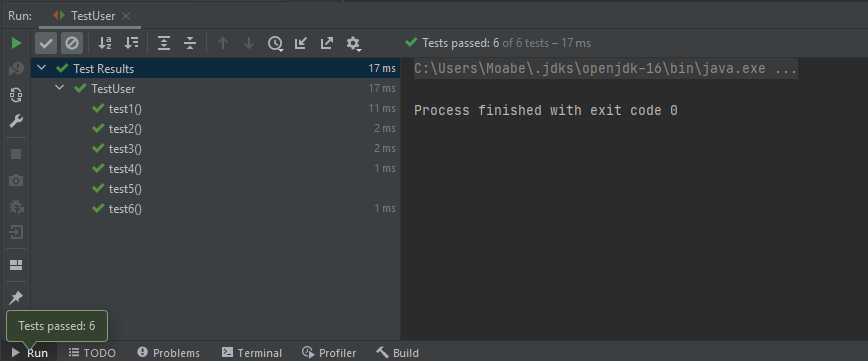 Run: TestUser
Tests passed: 6 of 6 tests – 17 ms
Test Results 17 ms
C:\Users\Moabe\.jdks\openjdk-16\bin\java.exe ...
TestUser 17 ms
test1() 11 ms
Process finished with exit code 0
test2() 2 ms
test3() 2 ms
test4() 1 ms
test5()
test6() 1 ms
Tests passed: 6
Run TODO Problems Terminal Profiler Build